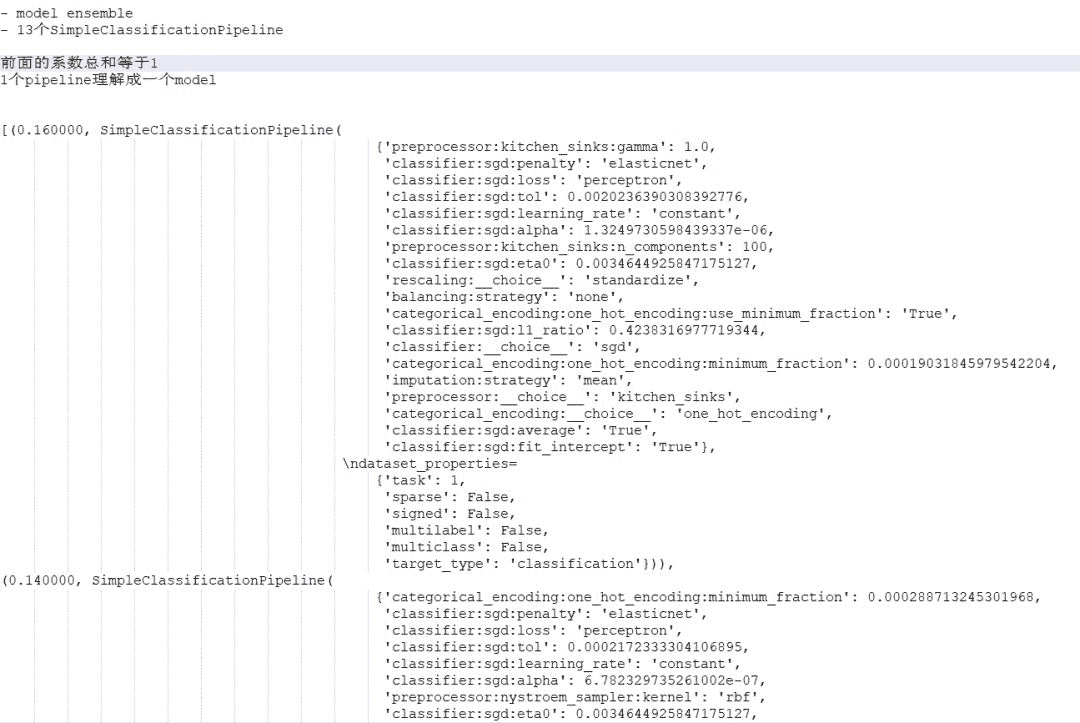 - model ensemble
- 13个SimpleClassificationPipeline
前面的系数总和等于1
1个pipeline理解成一个model
[(0.160000, SimpleClassificationPipeline(
{'preprocessor:kitchen_sinks:gamma': 1.0,
'classifier:sgd:penalty': 'elasticnet',
'classifier:sgd:loss': 'perceptron',
'classifier:sgd:tol': 0.0020236390308392776,
'classifier:sgd:learning_rate': 'constant',
'classifier:sgd:alpha': 1.3249730598439337e-06,
'preprocessor:kitchen_sinks:n_components': 100,
'classifier:sgd:eta0': 0.0034644925847175127,
'rescaling:__choice__': 'standardize',
'balancing:strategy': 'none',
'categorical_encoding:one_hot_encoding:use_minimum_fraction': 'True',
'classifier:sgd:l1_ratio': 0.4238316977719344,
'classifier:__choice__': 'sgd',
'categorical_encoding:one_hot_encoding:minimum_fraction': 0.00019031845979542204,
'imputation:strategy': 'mean',
'preprocessor:__choice__': 'kitchen_sinks',
'categorical_encoding:__choice__': 'one_hot_encoding',
'classifier:sgd:average': 'True',
'classifier:sgd:fit_intercept': 'True'},
\ndataset_properties=
{'task': 1,
'sparse': False,
'signed': False,
'multilabel': False,
'multiclass': False,
'target_type': 'classification'})),
(0.140000, SimpleClassificationPipeline(
{'categorical_encoding:one_hot_encoding:minimum_fraction': 0.000288713245301968,
'classifier:sgd:penalty': 'elasticnet',
'classifier:sgd:loss': 'perceptron',
'classifier:sgd:tol': 0.0002172333304106895,
'classifier:sgd:learning_rate': 'constant',
'classifier:sgd:alpha': 6.782329735261002e-07,
'preprocessor:nystroem_sampler:kernel': 'rbf',
'classifier:sgd:eta0': 0.0034644925847175127,